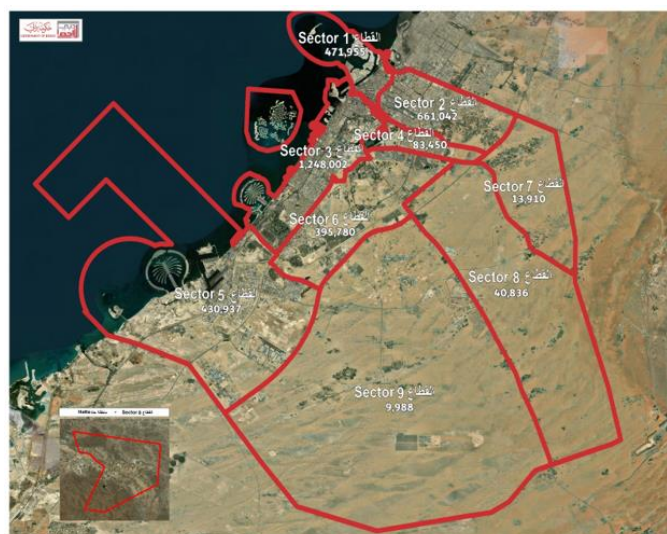 Sector 1 القطاع
471,955
Sector 2 القطاع
661,042
Sector 4 القطاع
83,450
Sector 3 القطاع
1,248,002
Sector 7 القطاع
13,910
Sector 6 القطاع
395,780
Sector 8 القطاع
40,836
Sector 5 القطاع
430,937
Sector 9 القطاع
9,988